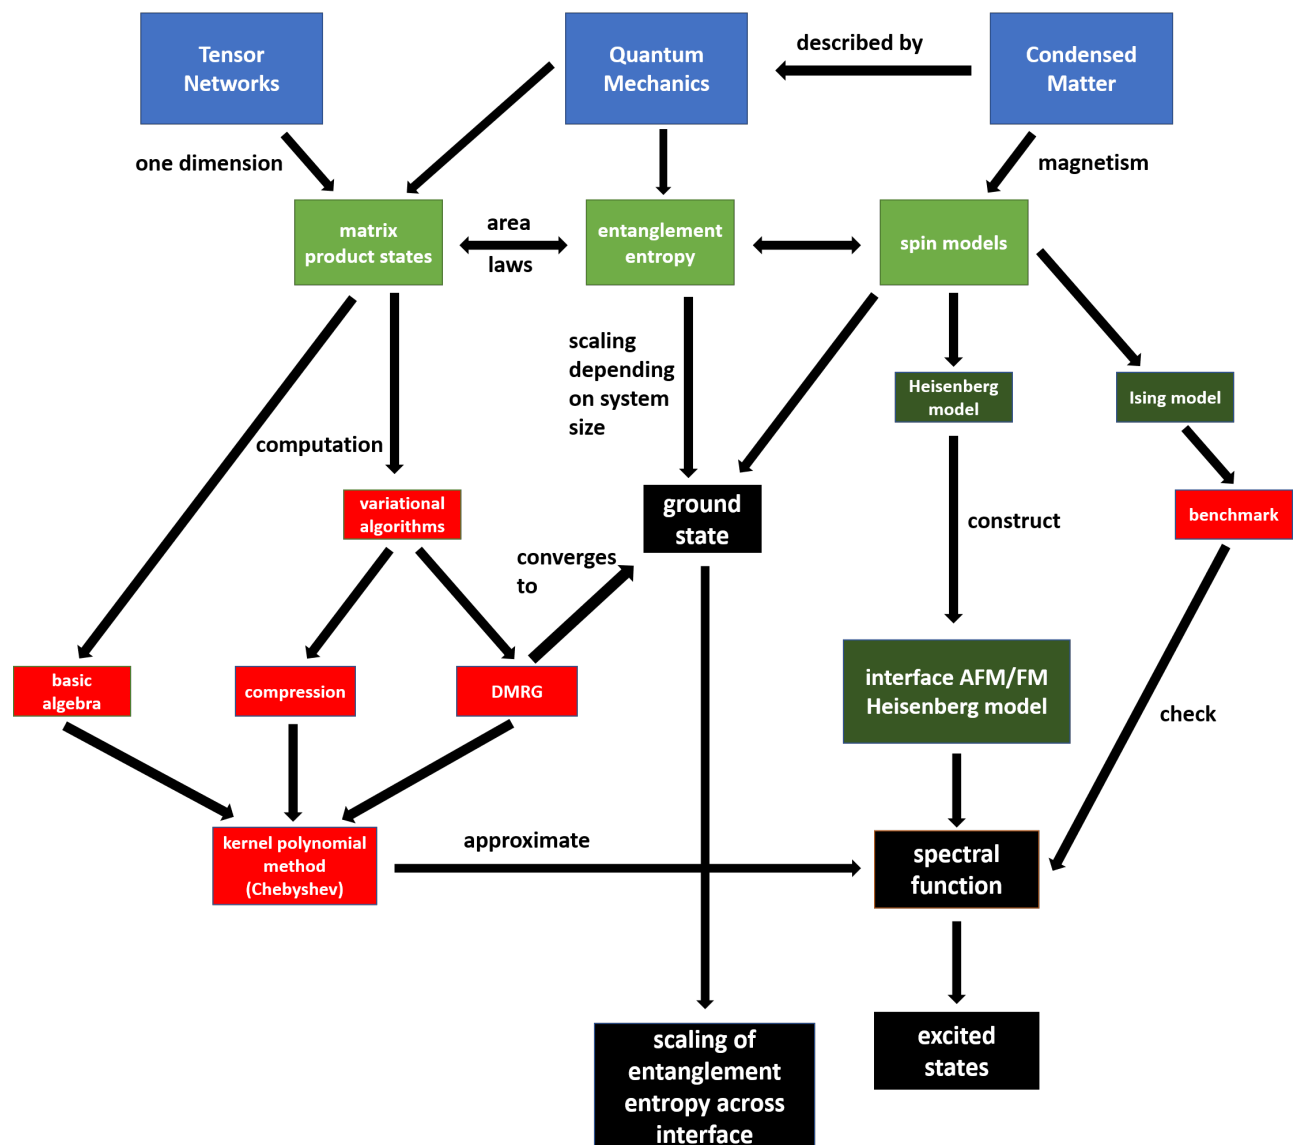 Tensor
Networks
Quantum
Mechanics
described by
Condensed
Matter
one dimension
magnetism
matrix
product states
area
laws
entanglement
entropy
spin models
scaling
depending
on system
size
Heisenberg
model
Ising model
computation
variational
algorithms
ground
state
construct
benchmark
converges
to
basic
algebra
compression
DMRG
interface AFM/FM
Heisenberg model
check
kernel polynomial
method
(Chebyshev)
approximate
spectral
function
scaling of
entanglement
entropy across
interface
excited
states